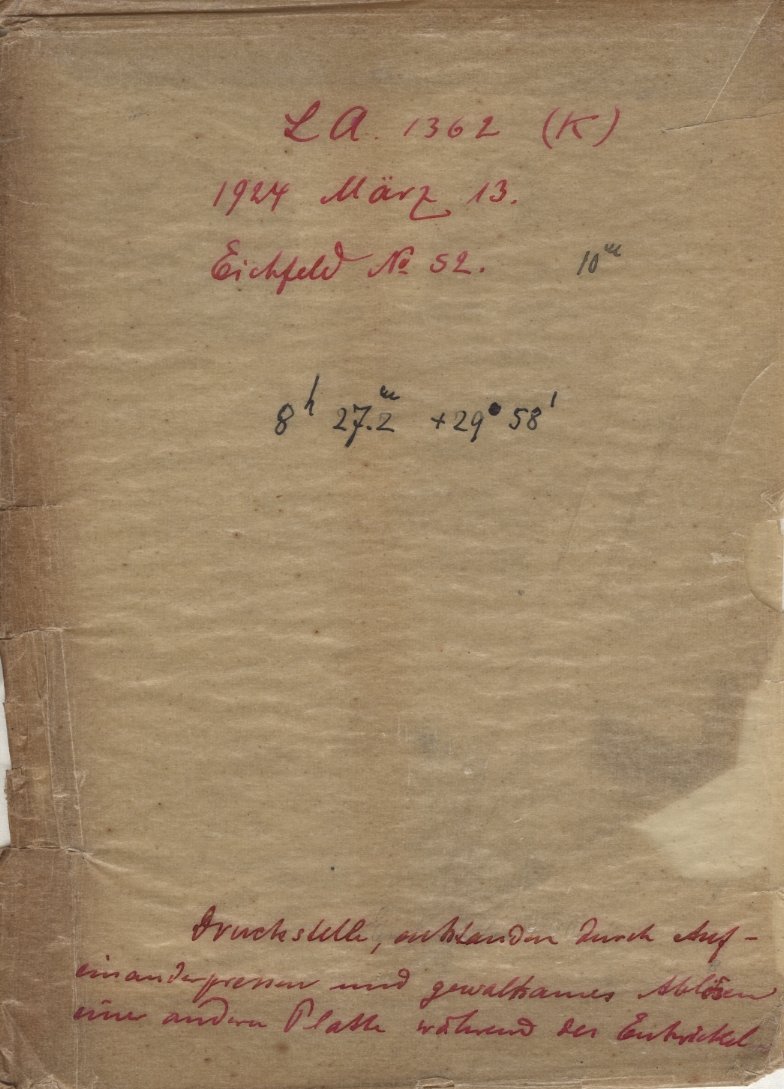 L A. 1362 (K)
1924 März 13.
Eichfeld No 52. 10ᵐ
8ʰ 27.2ᵐ +29° 58'
Druckstelle, entstanden durch Auf-
einanderpressen und gewaltsames Ablösen
einer andern Platte während der Entwickel